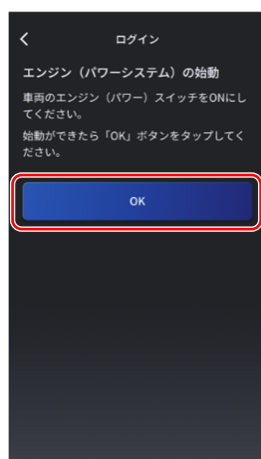 ログイン
エンジン（パワーシステム）の始動
車両のエンジン（パワー）スイッチをONにし
てください。
始動ができたら「OK」ボタンをタップしてく
ださい。
OK